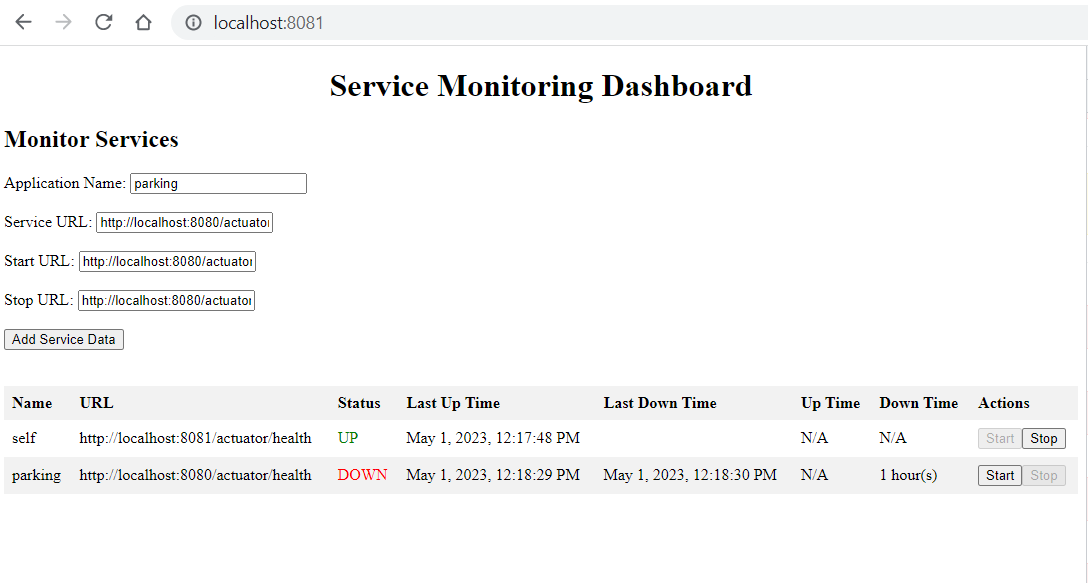 localhost:8081
Service Monitoring Dashboard
Monitor Services
Application Name: parking
Service URL: http://localhost:8080/actuator
Start URL: http://localhost:8080/actuator
Stop URL: http://localhost:8080/actuator
Add Service Data
Name URL Status Last Up Time Last Down Time Up Time Down Time Actions
self http://localhost:8081/actuator/health UP May 1, 2023, 12:17:48 PM N/A N/A Start Stop
parking http://localhost:8080/actuator/health DOWN May 1, 2023, 12:18:29 PM May 1, 2023, 12:18:30 PM N/A 1 hour(s) Start Stop